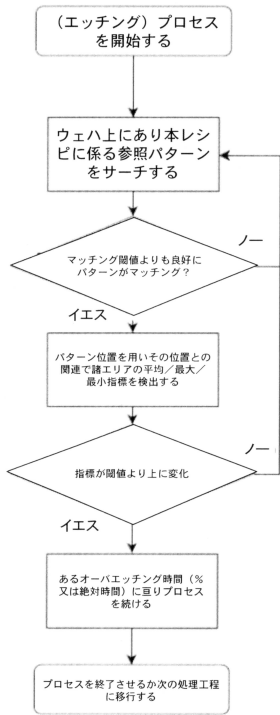 （エッチング）プロセス
を開始する
ウェハ上にあり本レシ
ピに係る参照パターン
をサーチする
ノー
マッチング閾値よりも良好に
パターンがマッチング？
イエス
パターン位置を用いその位置との
関連で諸エリアの平均／最大／
最小指標を検出する
ノー
指標が閾値より上に変化
イエス
あるオーバエッチング時間（％
又は絶対時間）に亘りプロセス
を続ける
プロセスを終了させるか次の処理工程
に移行する